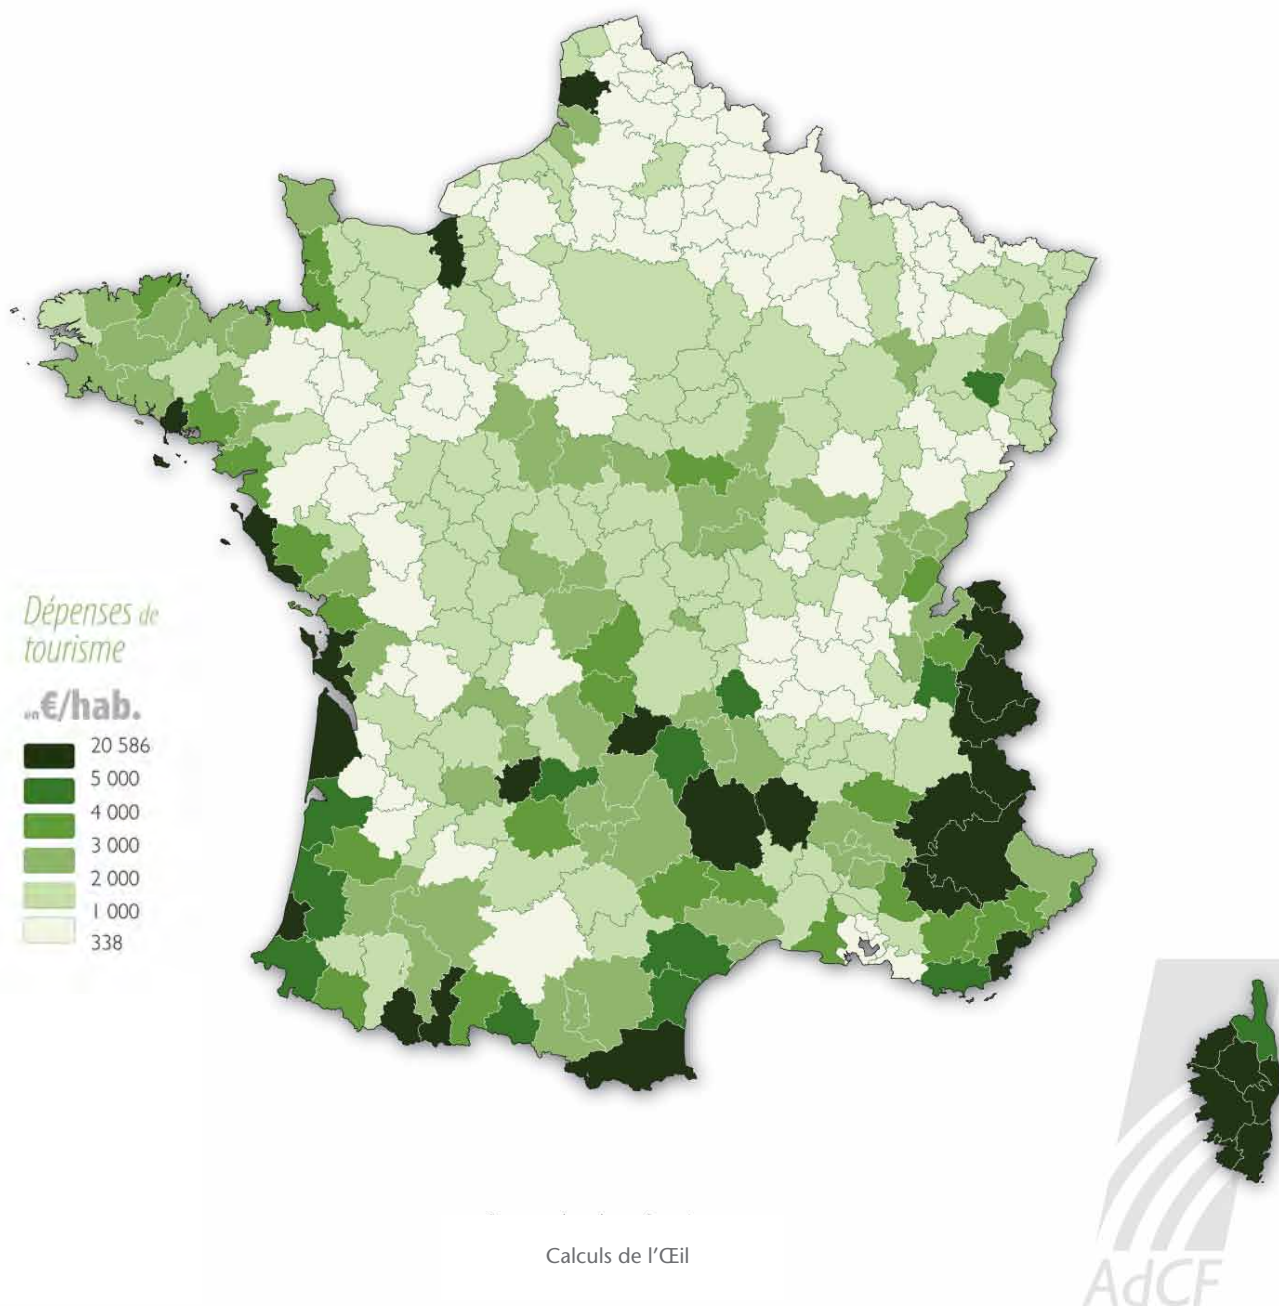 Dépenses de
tourisme
en €/hab.
20 586
5 000
4 000
3 000
2 000
1 000
338
Calculs de l'Œil
AdCF